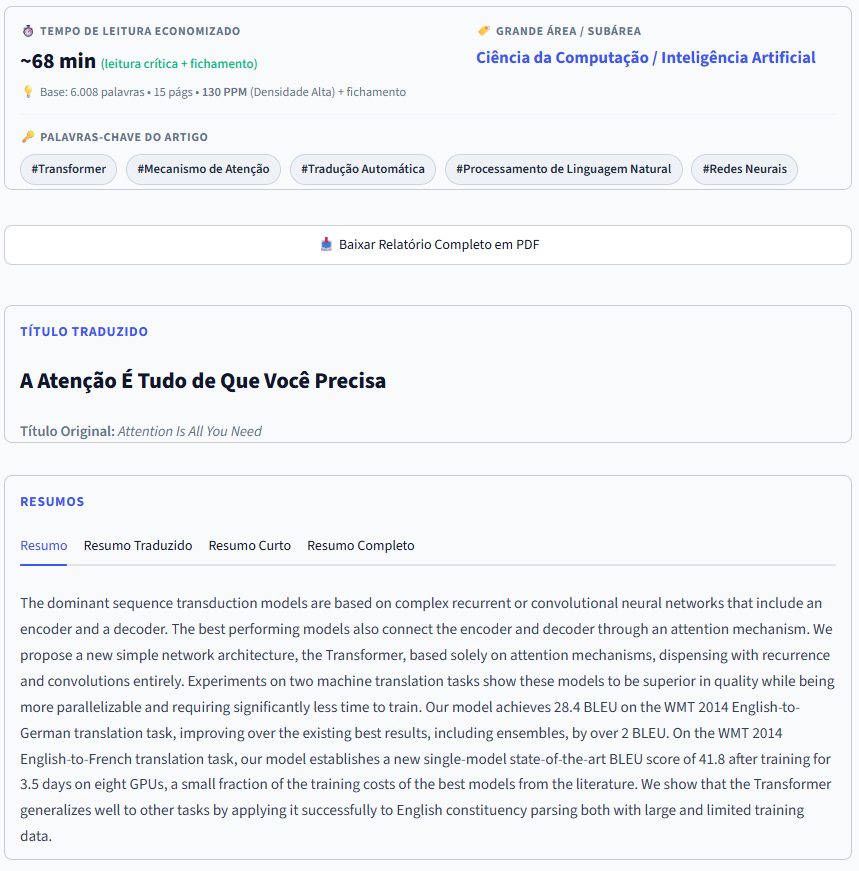 TEMPO DE LEITURA ECONOMIZADO
~68 min (leitura crítica + fichamento)
Base: 6.008 palavras • 15 págs • 130 PPM (Densidade Alta) + fichamento
GRANDE ÁREA / SUBÁREA
Ciência da Computação / Inteligência Artificial
PALAVRAS-CHAVE DO ARTIGO
#Transformer #Mecanismo de Atenção #Tradução Automática #Processamento de Linguagem Natural #Redes Neurais
Baixar Relatório Completo em PDF
TÍTULO TRADUZIDO
A Atenção É Tudo de Que Você Precisa
Título Original: Attention Is All You Need
RESUMOS
Resumo Resumo Traduzido Resumo Curto Resumo Completo
The dominant sequence transduction models are based on complex recurrent or convolutional neural networks that include an
encoder and a decoder. The best performing models also connect the encoder and decoder through an attention mechanism. We
propose a new simple network architecture, the Transformer, based solely on attention mechanisms, dispensing with recurrence
and convolutions entirely. Experiments on two machine translation tasks show these models to be superior in quality while being
more parallelizable and requiring significantly less time to train. Our model achieves 28.4 BLEU on the WMT 2014 English-to-
German translation task, improving over the existing best results, including ensembles, by over 2 BLEU. On the WMT 2014
English-to-French translation task, our model establishes a new single-model state-of-the-art BLEU score of 41.8 after training for
3.5 days on eight GPUs, a small fraction of the training costs of the best models from the literature. We show that the Transformer
generalizes well to other tasks by applying it successfully to English constituency parsing both with large and limited training
data.